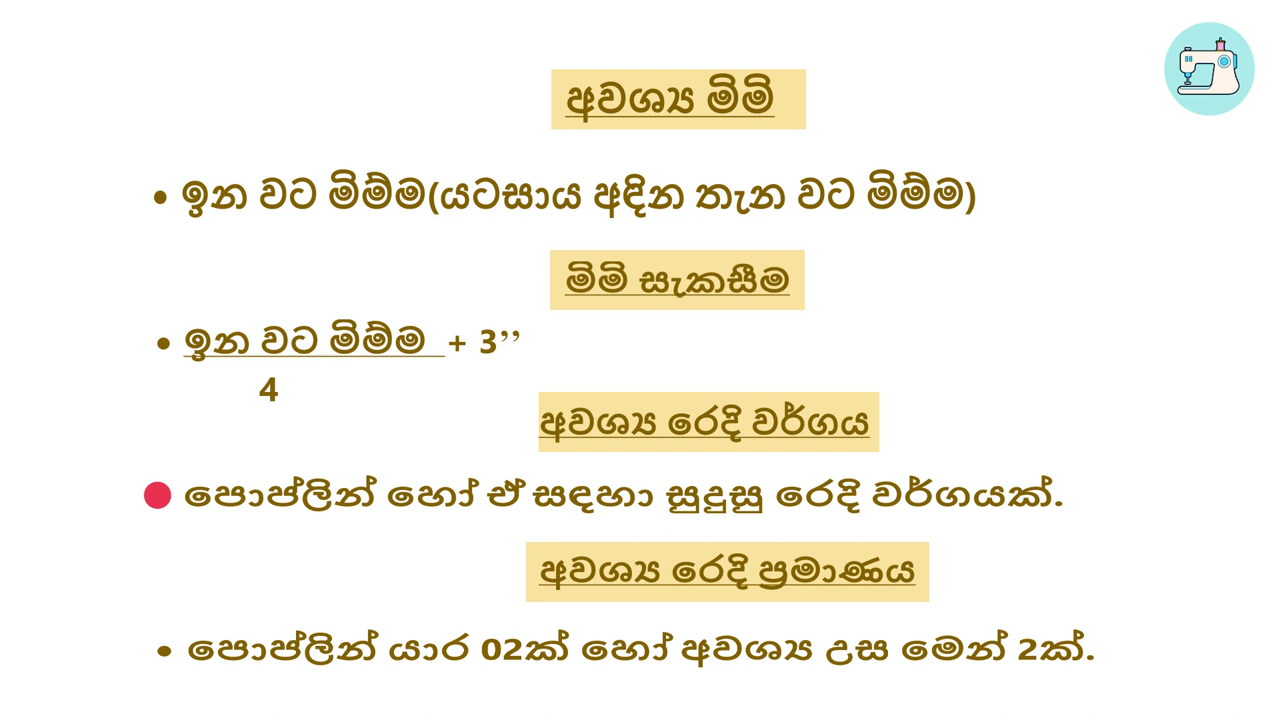 අවශ්‍ය මිමි
• ඉන වට මිම්ම(යටසාය අඳින තැන වට මිම්ම)
මිමි සැකසීම
• ඉන වට මිම්ම + 3’’
4
අවශ්‍ය රෙදි වර්ගය
පොප්ලින් හෝ ඒ සඳහා සුදුසු රෙදි වර්ගයක්.
අවශ්‍ය රෙදි ප්‍රමාණය
• පොප්ලින් යාර 02ක් හෝ අවශ්‍ය උස මෙන් 2ක්.